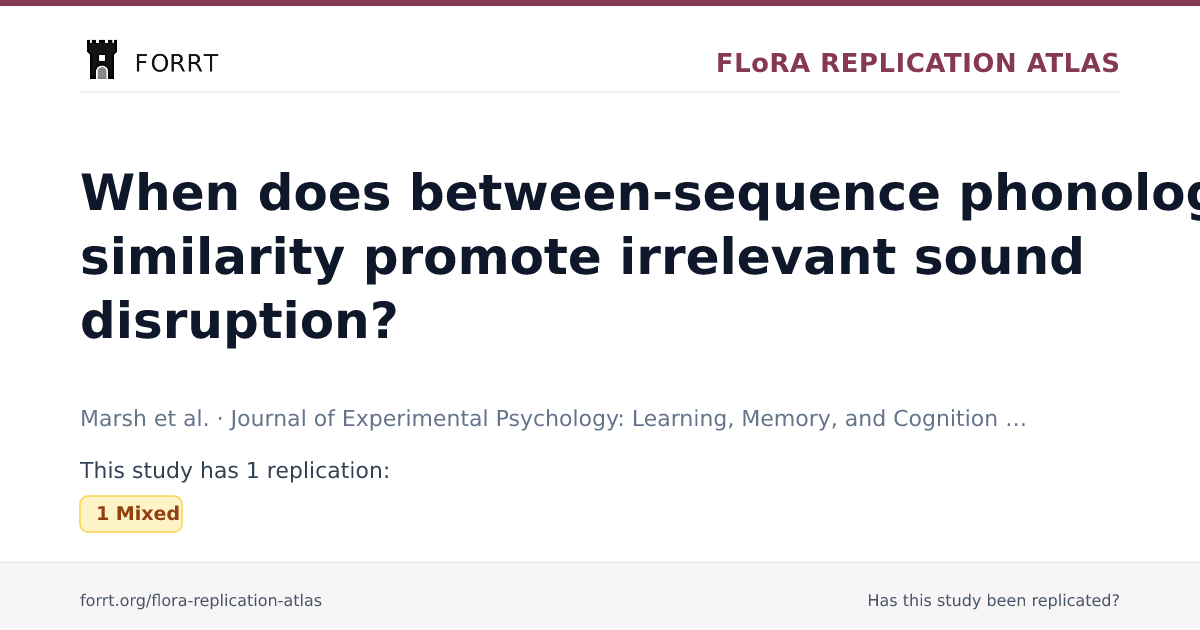 FORRT
FLoRA REPLICATION ATLAS
When does between-sequence phonolog
similarity promote irrelevant sound
disruption?
Marsh et al. · Journal of Experimental Psychology: Learning, Memory, and Cognition ...
This study has 1 replication:
1 Mixed
forrt.org/flora-replication-atlas
Has this study been replicated?